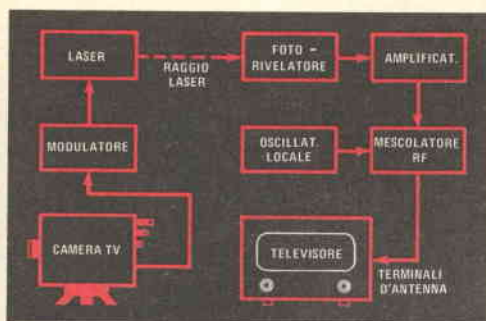 LASER
RAGGIO
LASER
FOTO -
RIVELATORE
AMPLIFICAT.
MODULATORE
OSCILLAT.
LOCALE
MESCOLATORE
RF
CAMERA TV
TELEVISORE
TERMINALI
D'ANTENNA